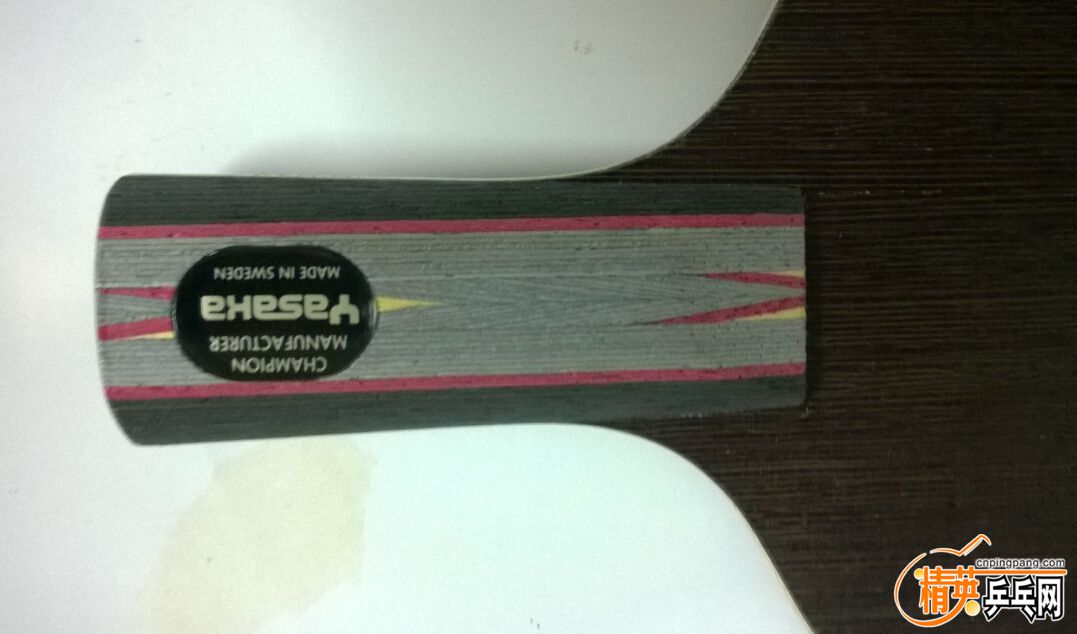 CHAMPION
MANUFACTURER
Yasaka
MADE IN SWEDEN
cnpingpang.com
精英乒乓网